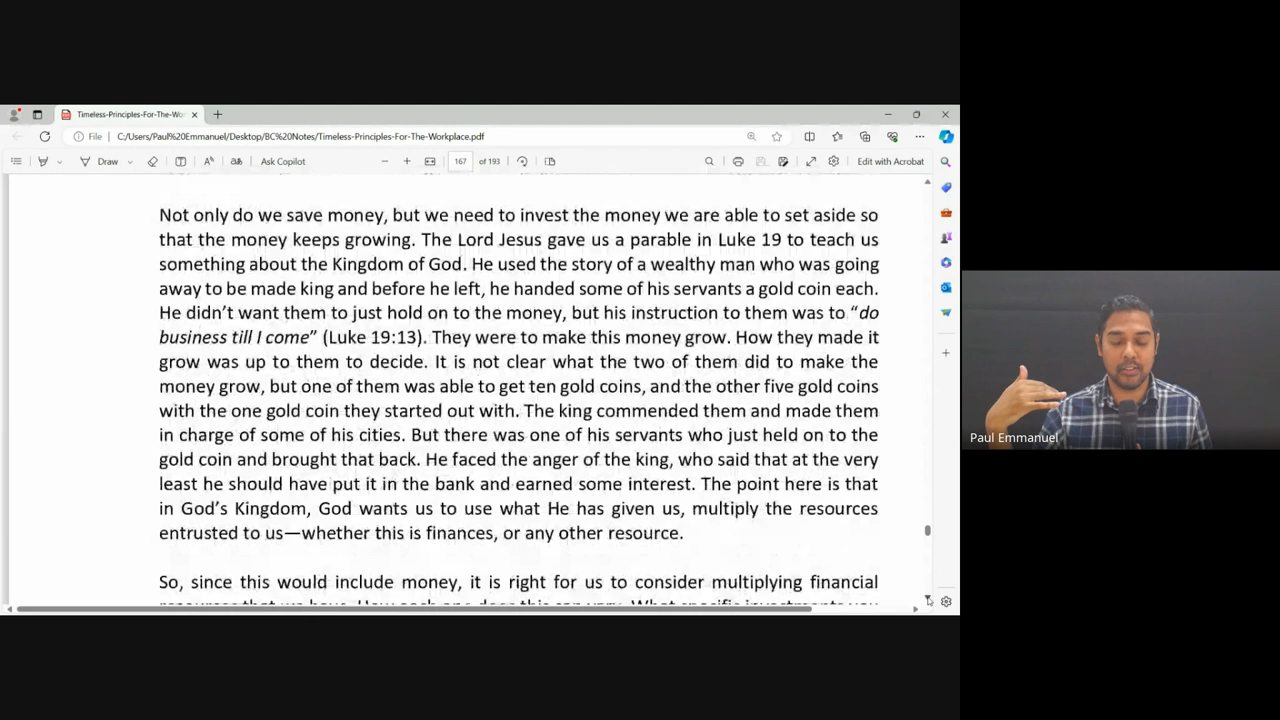 Timeless-Principles-For-The-Wo
File
C:/Users/Paul%20Emmanuel/Desktop/BC%20Notes/Timeless-Principles-For-The-Workplace.pdf
Draw
Ask Copilot
167 of 193
Edit with Acrobat
Not only do we save money, but we need to invest the money we are able to set aside so
that the money keeps growing. The Lord Jesus gave us a parable in Luke 19 to teach us
something about the Kingdom of God. He used the story of a wealthy man who was going
away to be made king and before he left, he handed some of his servants a gold coin each.
He didn’t want them to just hold on to the money, but his instruction to them was to “do
business till I come” (Luke 19:13). They were to make this money grow. How they made it
grow was up to them to decide. It is not clear what the two of them did to make the
money grow, but one of them was able to get ten gold coins, and the other five gold coins
with the one gold coin they started out with. The king commended them and made them
in charge of some of his cities. But there was one of his servants who just held on to the
gold coin and brought that back. He faced the anger of the king, who said that at the very
least he should have put it in the bank and earned some interest. The point here is that
in God’s Kingdom, God wants us to use what He has given us, multiply the resources
entrusted to us—whether this is finances, or any other resource.
So, since this would include money, it is right for us to consider multiplying financial
Paul Emmanuel